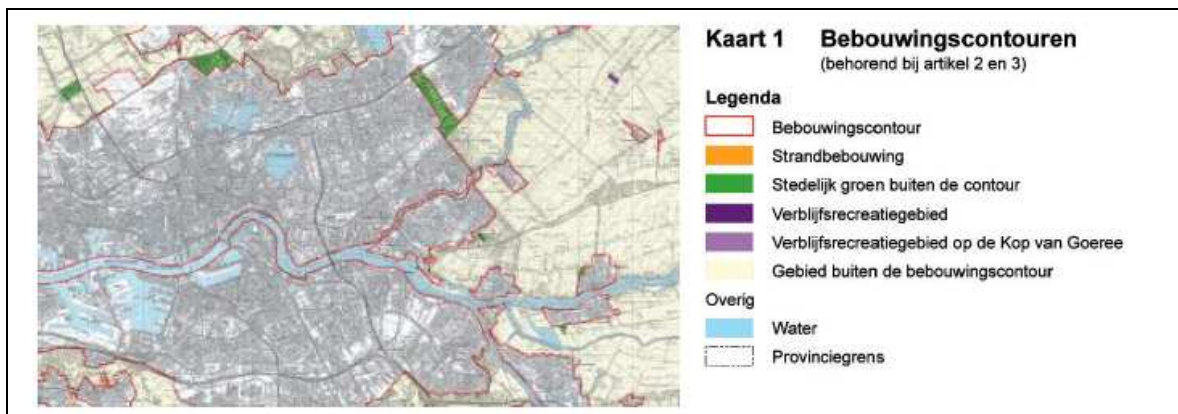 Kaart 1 Bebouwingscontouren
(behorend bij artikel 2 en 3)
Legenda
Bebouwingscontour
Strandbebouwing
Stedelijk groen buiten de contour
Verblijfsrecreatiegebied
Verblijfsrecreatiegebied op de Kop van Goeree
Gebied buiten de bebouwingscontour
Overig
Water
Provinciegrens